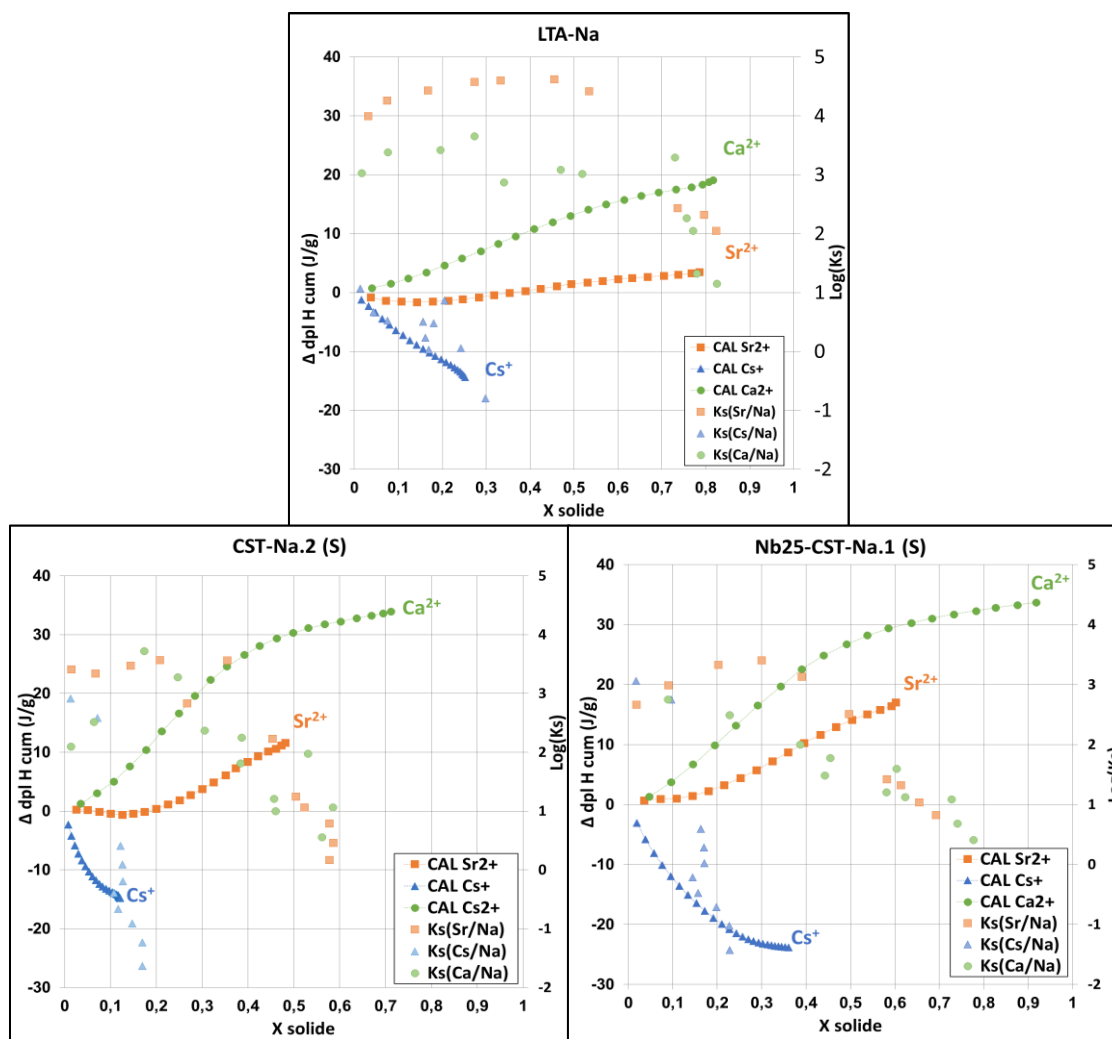 LTA-Na
40
30
20
10
0
-10
-20
-30
Δ dpl H cum (J/g)
5
4
3
2
1
0
-1
-2
Log(Ks)
Ca2+
Sr2+
Cs+
CAL Sr2+
CAL Cs+
CAL Ca2+
Ks(Sr/Na)
Ks(Cs/Na)
Ks(Ca/Na)
0 0,1 0,2 0,3 0,4 0,5 0,6 0,7 0,8 0,9 1
X solide
CST-Na.2 (S)
40
30
20
10
0
-10
-20
-30
Δ dpl H cum (J/g)
5
4
3
2
1
0
-1
-2
Log(Ks)
Ca2+
Sr2+
Cs+
CAL Sr2+
CAL Cs+
CAL Cs2+
Ks(Sr/Na)
Ks(Cs/Na)
Ks(Ca/Na)
0 0,1 0,2 0,3 0,4 0,5 0,6 0,7 0,8 0,9 1
X solide
Nb25-CST-Na.1 (S)
40
30
20
10
0
-10
-20
-30
Δ dpl H cum (J/g)
5
4
3
2
1
0
-1
-2
Log(Ks)
Ca2+
Sr2+
Cs+
CAL Sr2+
CAL Cs+
CAL Ca2+
Ks(Sr/Na)
Ks(Cs/Na)
Ks(Ca/Na)
0 0,1 0,2 0,3 0,4 0,5 0,6 0,7 0,8 0,9 1
X solide